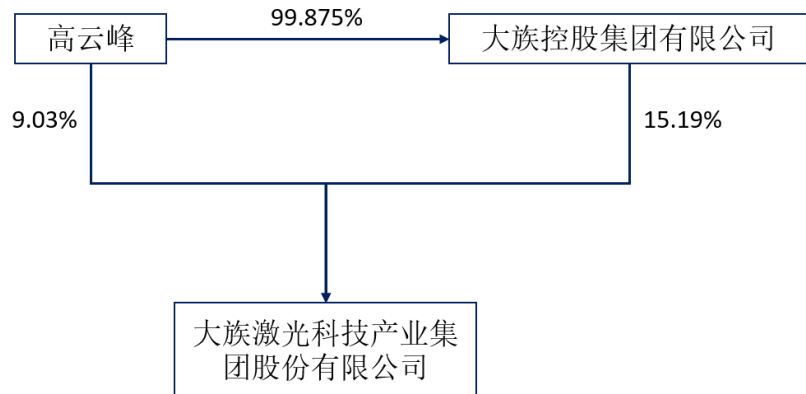 99.875%
高云峰
大族控股集团有限公司
9.03%
15.19%
大族激光科技产业集
团股份有限公司